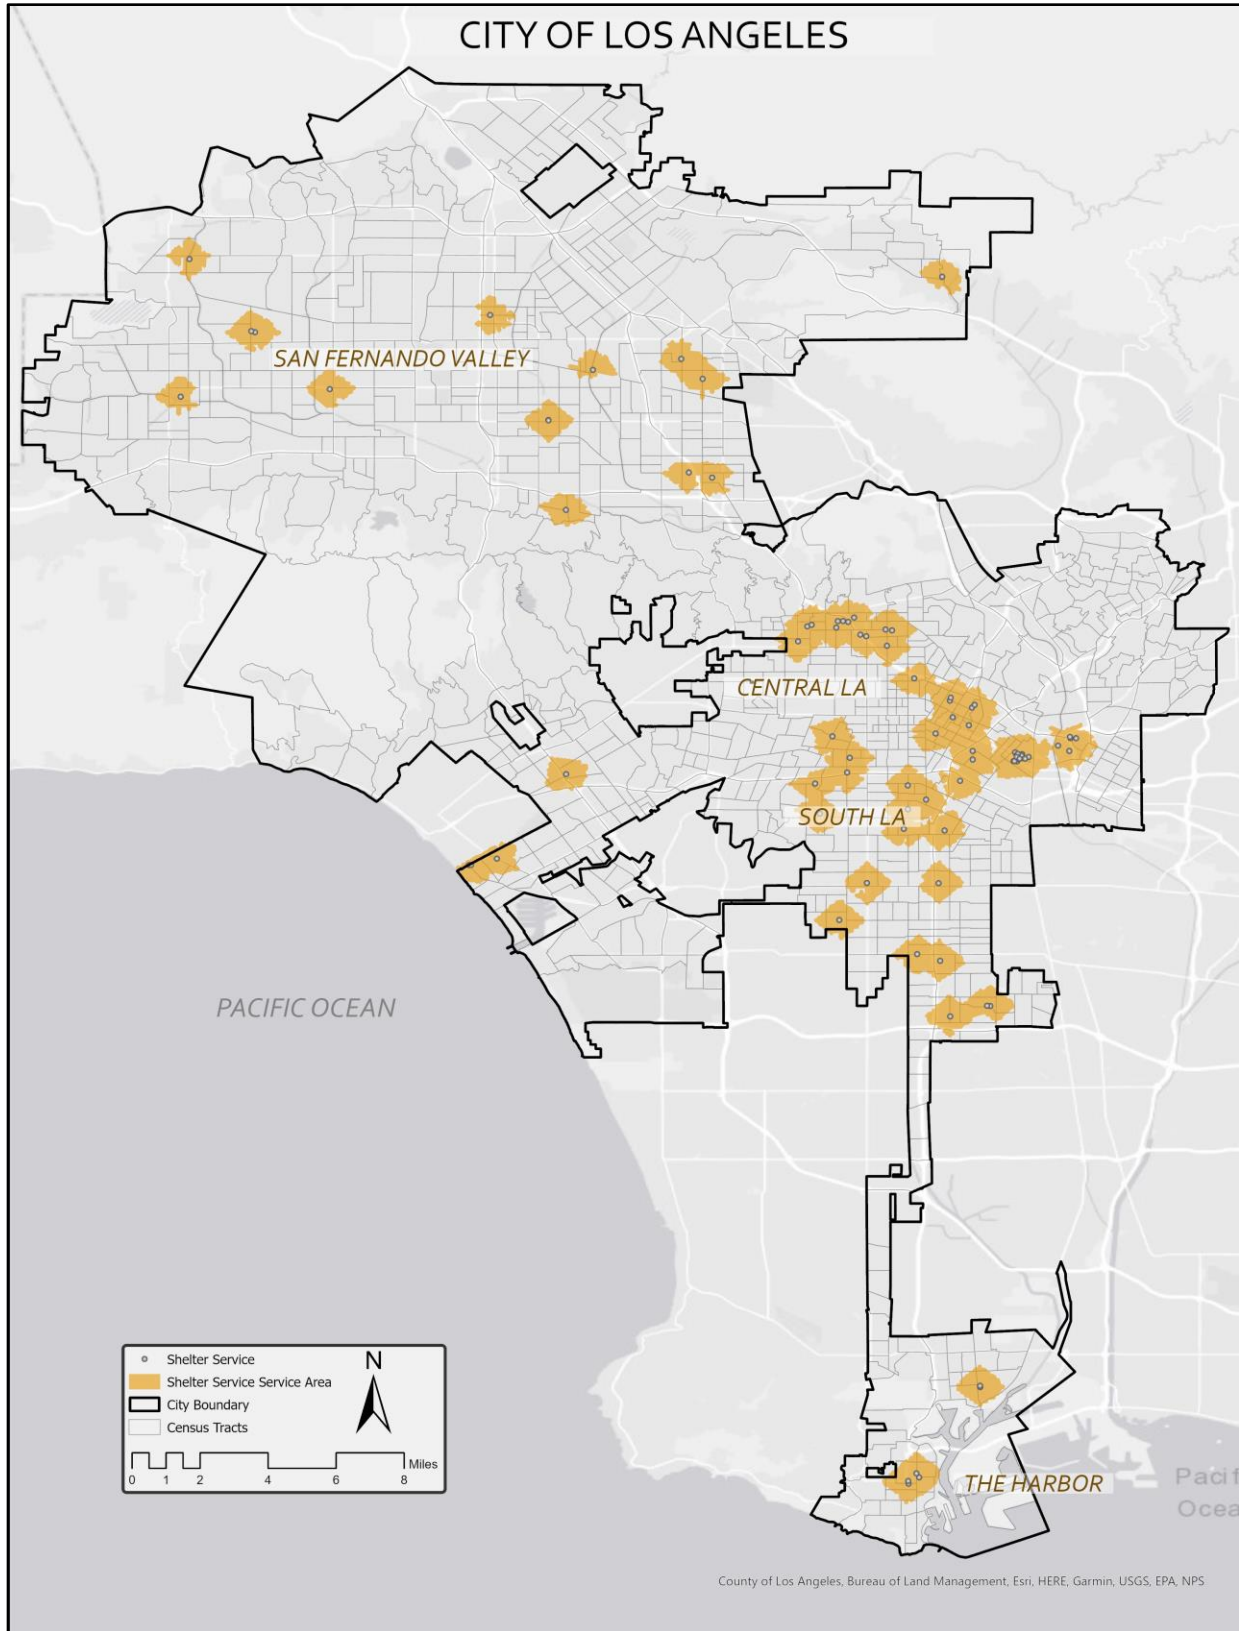 CITY OF LOS ANGELES
SAN FERNANDO VALLEY
CENTRAL LA
SOUTH LA
PACIFIC OCEAN
Shelter Service
Shelter Service Service Area
City Boundary
Census Tracts
N
Miles
0 1 2 4 6 8
THE HARBOR
Pacif
Ocea
County of Los Angeles, Bureau of Land Management, Esri, HERE, Garmin, USGS, EPA, NPS